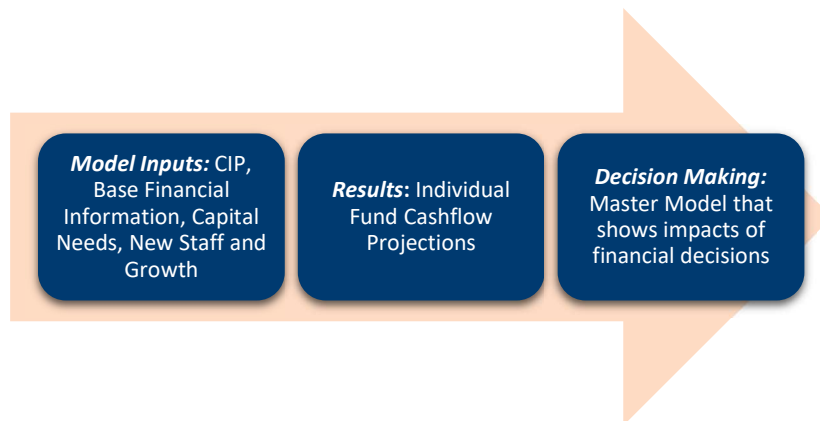 Model Inputs: CIP,
Base Financial
Information, Capital
Needs, New Staff and
Growth
Results: Individual
Fund Cashflow
Projections
Decision Making:
Master Model that
shows impacts of
financial decisions